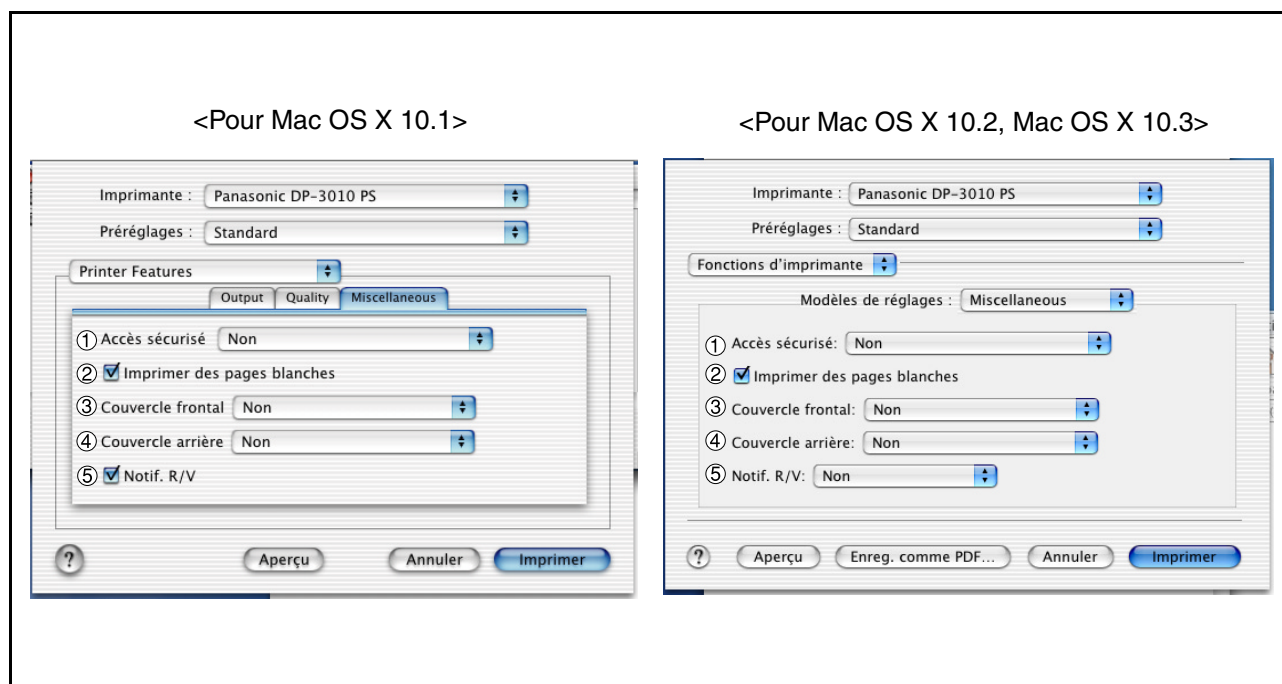 <Pour Mac OS X 10.1>
Imprimante : Panasonic DP-3010 PS
Préréglages : Standard
Printer Features
Output Quality Miscellaneous
① Accès sécurisé Non
② Imprimer des pages blanches
③ Couvercle frontal Non
④ Couvercle arrière Non
⑤ Notif. R/V
? Aperçu Annuler Imprimer
<Pour Mac OS X 10.2, Mac OS X 10.3>
Imprimante : Panasonic DP-3010 PS
Préréglages : Standard
Fonctions d'imprimante
Modèles de réglages : Miscellaneous
① Accès sécurisé: Non
② Imprimer des pages blanches
③ Couvercle frontal: Non
④ Couvercle arrière: Non
⑤ Notif. R/V: Non
? Aperçu Enreg. comme PDF... Annuler Imprimer